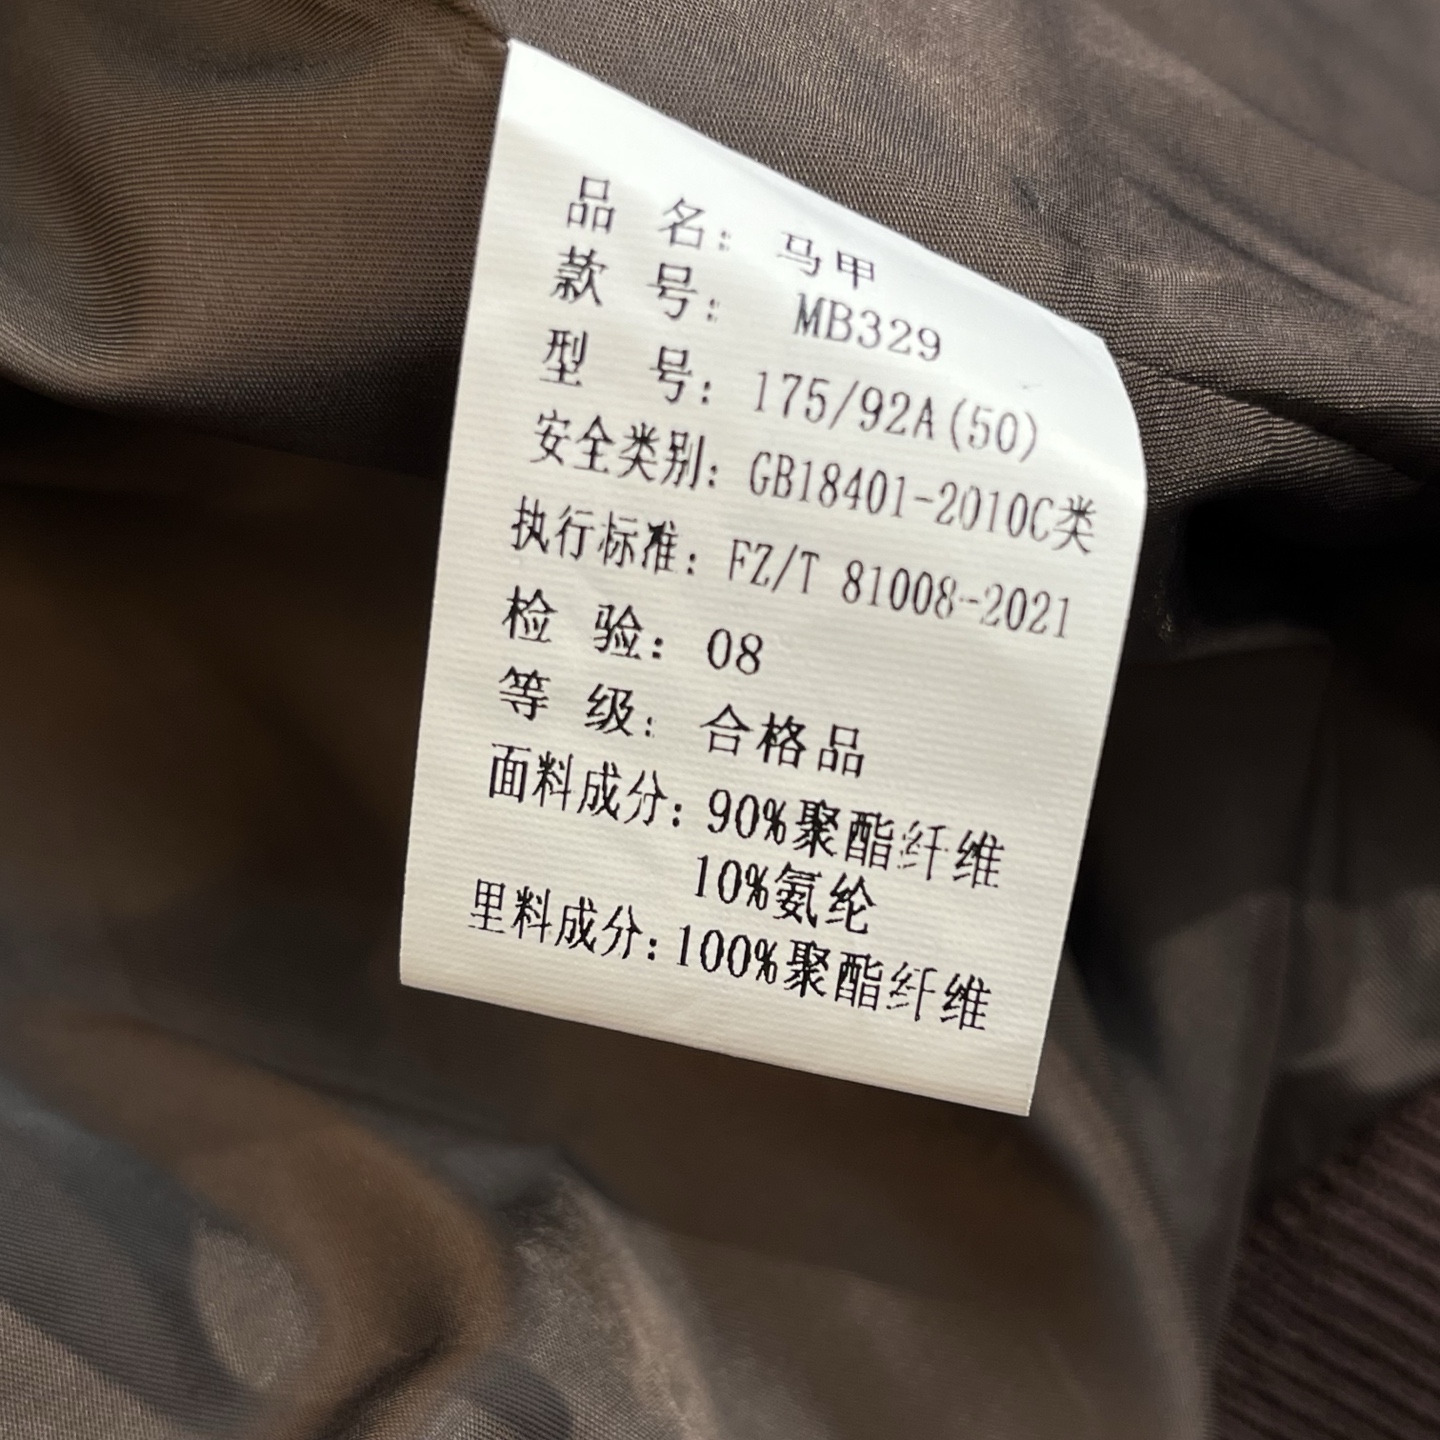 品 名: 马甲
款 号: MB329
型 号: 175/92A(50)
安全类别: GB18401-2010C类
执行标准: FZ/T 81008-2021
检 验: 08
等 级: 合格品
面料成分: 90%聚酯纤维
10%氨纶
里料成分: 100%聚酯纤维